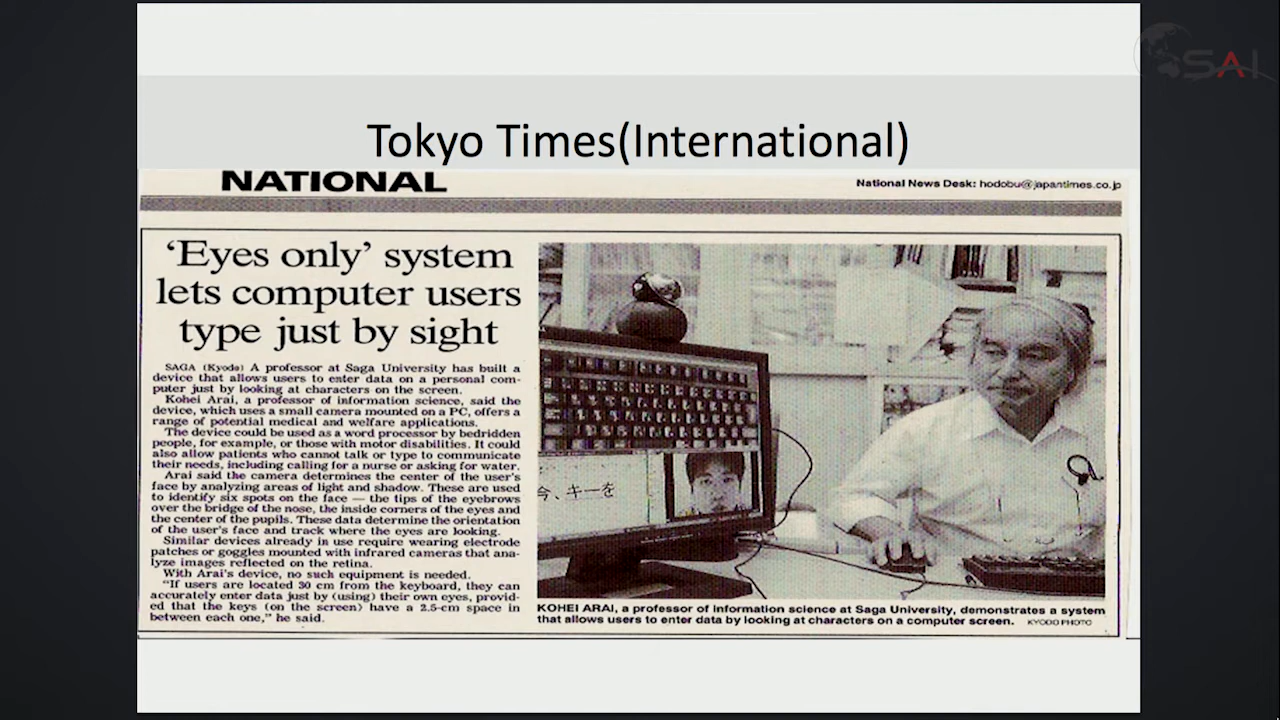 SAI
Tokyo Times(International)
NATIONAL
National News Desk: hodobu@japantimes.co.jp
‘Eyes only’ system
lets computer users
type just by sight
SAGA (Kyodo) A professor at Saga University has built a
device that allows users to enter data on a personal com-
puter just by looking at characters on the screen.
Kohei Arai, a professor of information science, said the
device, which uses a small camera mounted on a PC, offers a
range of potential medical and welfare applications.
The device could be used as a word processor by bedridden
people, for example, or those with motor disabilities. It could
also allow patients who cannot talk or type to communicate
their needs, including calling for a nurse or asking for water.
Arai said the camera determines the center of the user's
face by analyzing areas of light and shadow. These are used
to identify six spots on the face — the tips of the eyebrows
over the bridge of the nose, the inside corners of the eyes and
the center of the pupils. These data determine the orientation
of the user's face and track where the eyes are looking.
Similar devices already in use require wearing electrode
patches or goggles mounted with infrared cameras that ana-
lyze images reflected on the retina.
With Arai's device, no such equipment is needed.
"If users are located 30 cm from the keyboard, they can
accurately enter data just by (using) their own eyes, provid-
ed that the keys (on the screen) have a 2.5-cm space in
between each one," he said.
今、キーを
KOHEI ARAI, a professor of information science at Saga University, demonstrates a system
that allows users to enter data by looking at characters on a computer screen. KYODO PHOTO